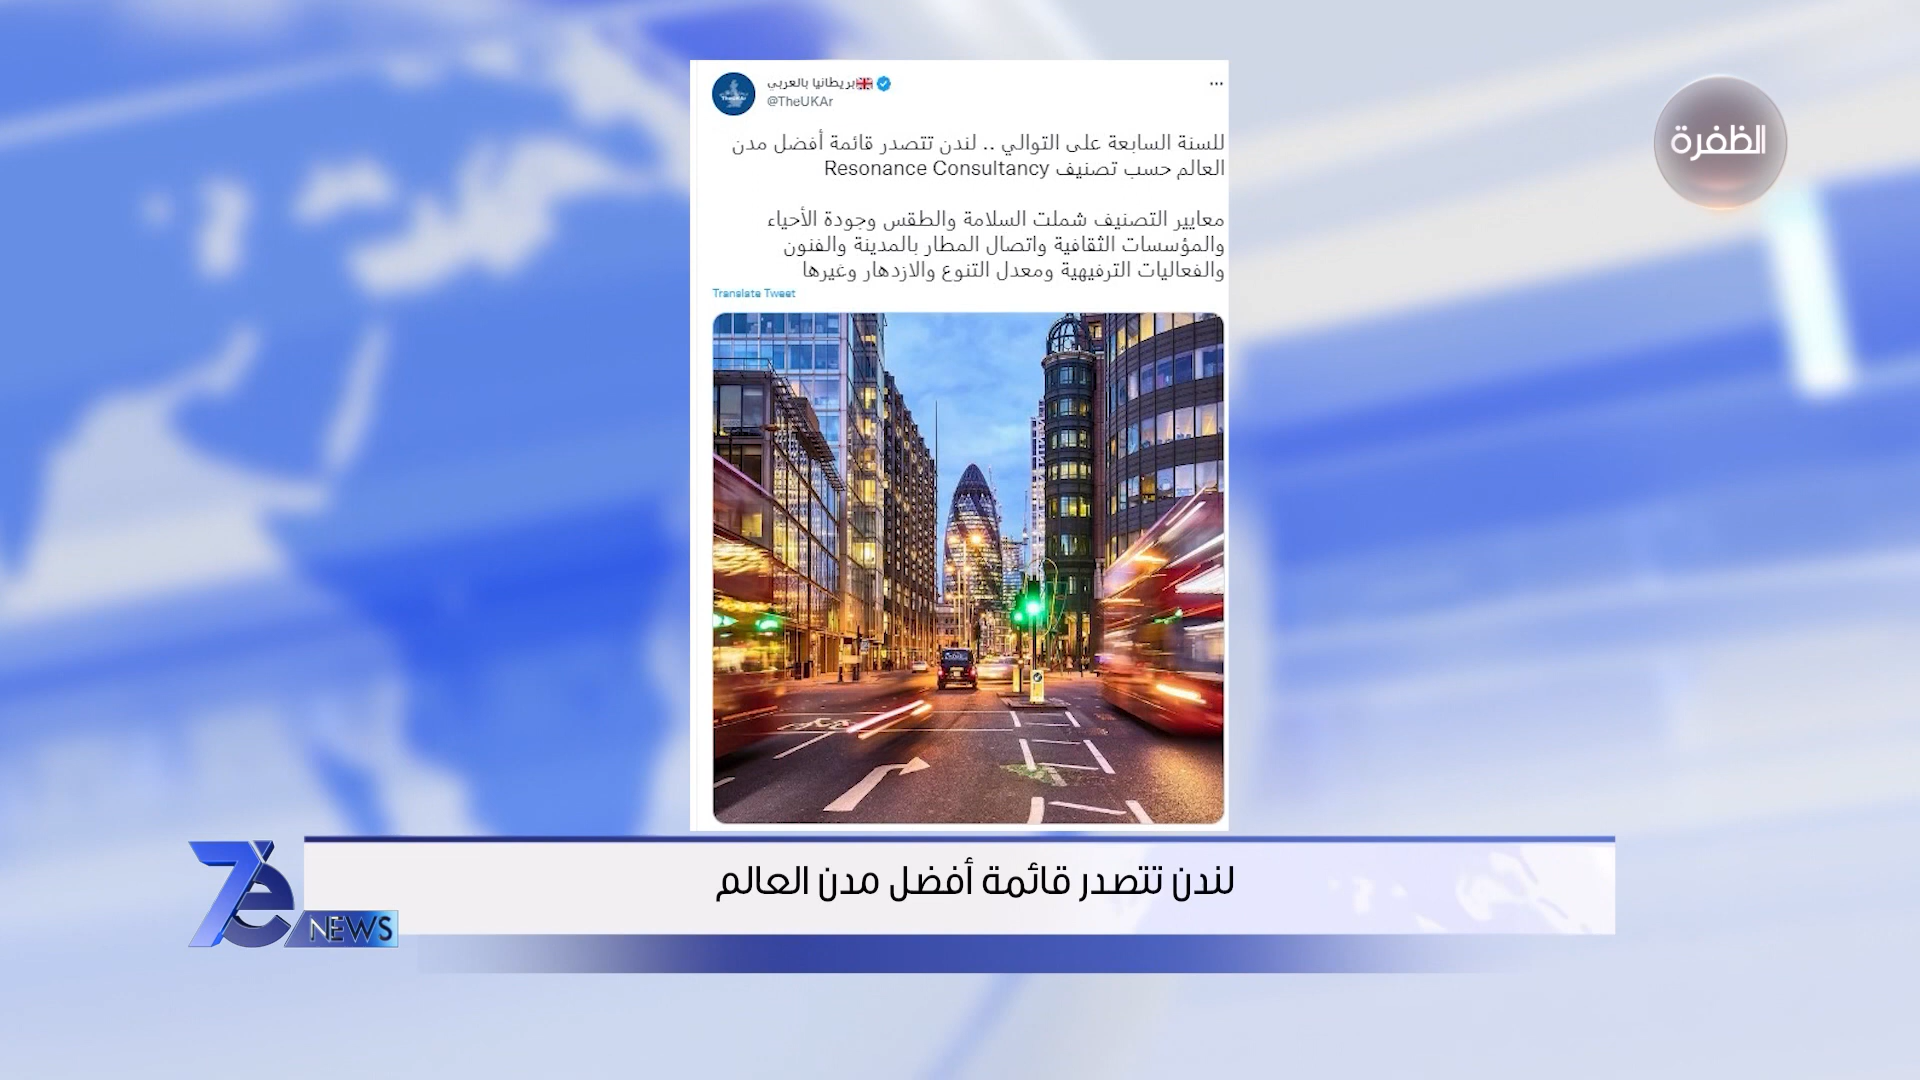 بريطانيا بالعربي
@TheUKAr
للسنة السابعة على التوالي .. لندن تتصدر قائمة أفضل مدن
العالم حسب تصنيف Resonance Consultancy
معايير التصنيف شملت السلامة والطقس وجودة الأحياء
والمؤسسات الثقافية واتصال المطار بالمدينة والفنون
والفعاليات الترفيهية ومعدل التنوع والازدهار وغيرها
Translate Tweet
الظفرة
لندن تتصدر قائمة أفضل مدن العالم
7e
NEWS